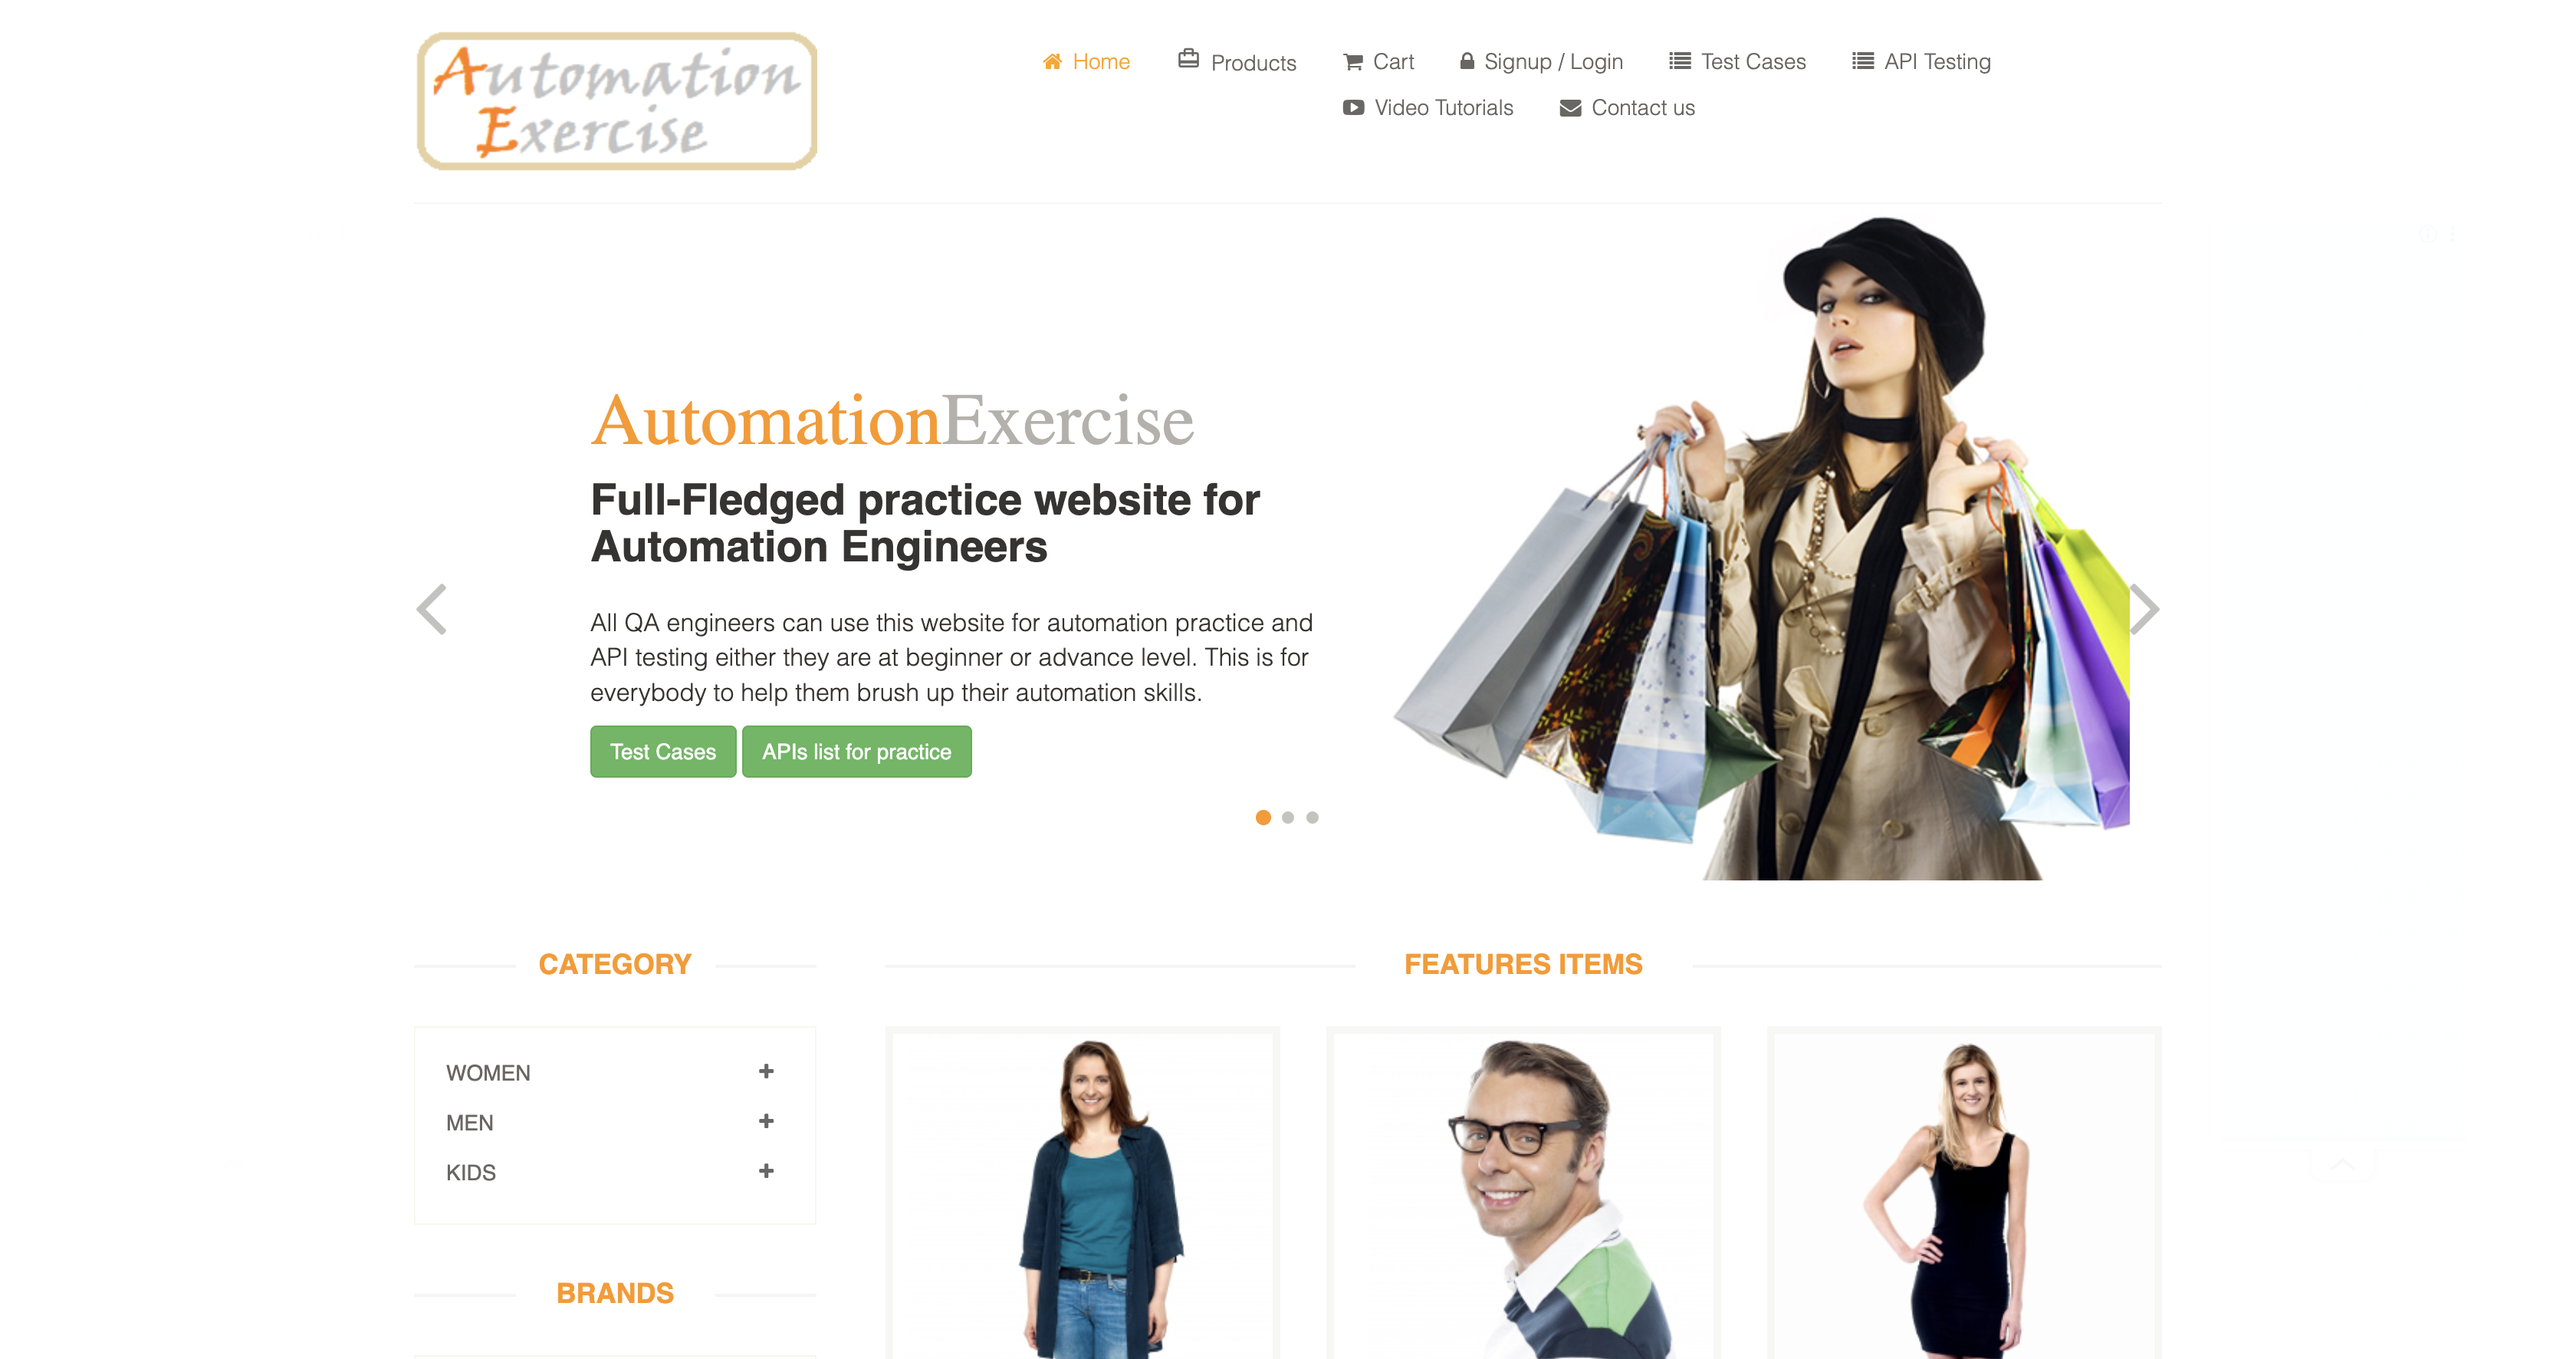 Automation
Exercise
Home Products Cart Signup / Login Test Cases API Testing
Video Tutorials Contact us
AutomationExercise
Full-Fledged practice website for
Automation Engineers
All QA engineers can use this website for automation practice and
API testing either they are at beginner or advance level. This is for
everybody to help them brush up their automation skills.
Test Cases APIs list for practice
CATEGORY
WOMEN
MEN
KIDS
BRANDS
FEATURES ITEMS